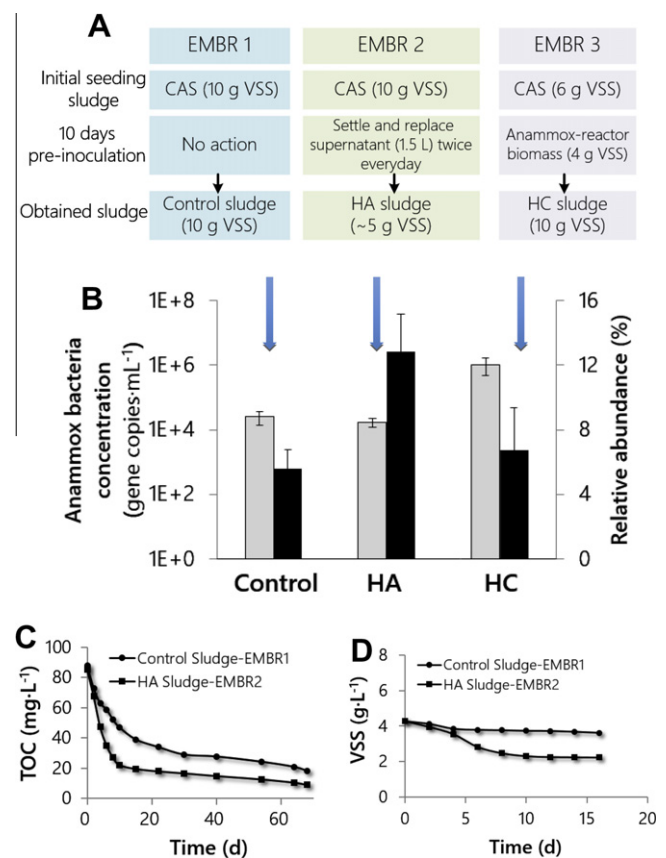 A
EMBR 1 EMBR 2 EMBR 3
Initial seeding
sludge
CAS (10 g VSS) CAS (10 g VSS) CAS (6 g VSS)
10 days
pre-inoculation
No action
Settle and replace
supernatant (1.5 L) twice
everyday
Anammox-reactor
biomass (4 g VSS)
Obtained sludge
Control sludge
(10 g VSS)
HA sludge
(~5 g VSS)
HC sludge
(10 g VSS)
B
Anammox bacteria
concentration
(gene copies·mL⁻¹)
1E+8
1E+6
1E+4
1E+2
1E+0
16
12
8
4
0
Relative abundance (%)
Control HA HC
C
TOC (mg·L⁻¹)
100
80
60
40
20
0
Control Sludge-EMBR1
HA Sludge-EMBR2
0 20 40 60
Time (d)
D
VSS (g·L⁻¹)
8
6
4
2
0
Control Sludge-EMBR1
HA Sludge-EMBR2
0 5 10 15 20
Time (d)